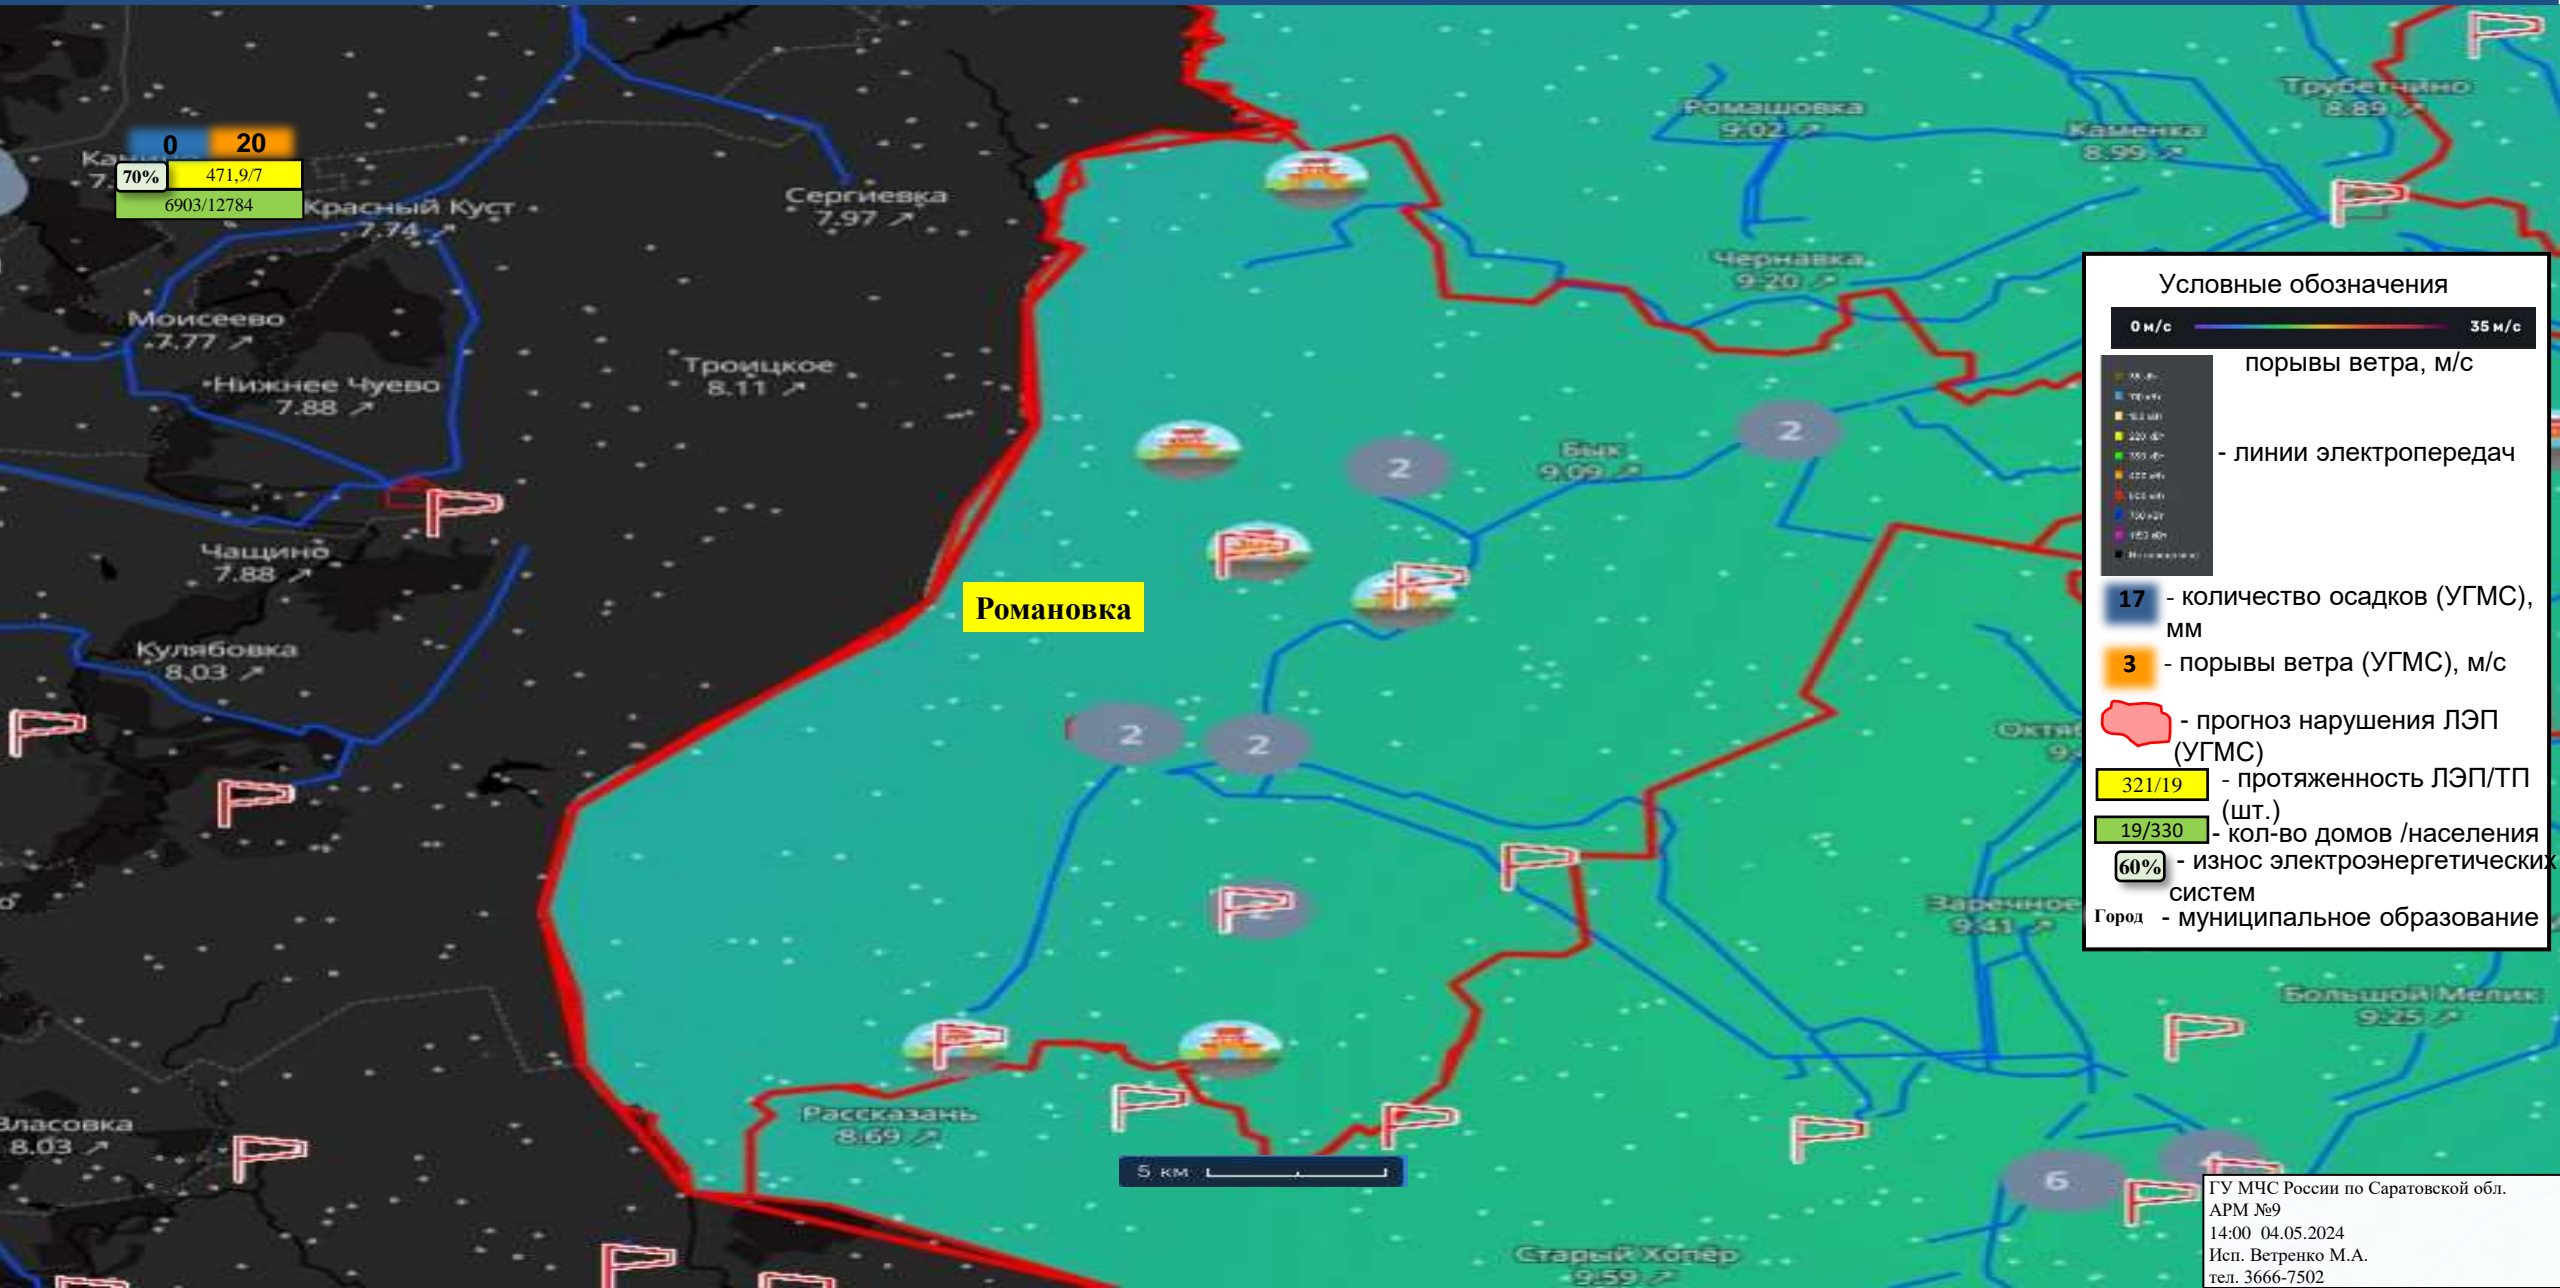 0 20
70% 471,9/7
6903/12784
Красный Куст
7.74 ↗
Сергиевка
7.97 ↗
Моисеево
7.77 ↗
Нижнее Чуево
7.88 ↗
Троицкое
8.11 ↗
Чащино
7.88 ↗
Кулябовка
8.03 ↗
Власовка
8.03 ↗
Ромашовка
9.02 ↗
Каменка
8.99 ↗
Трубетчино
8.89 ↗
Чернавка
9.20 ↗
Бык
9.09 ↗
2
2
Романовка
2
2
Заречное
9.41 ↗
Большой Мелик
9.25 ↗
Рассказань
8.69 ↗
5 км
6
Старый Хопёр
9.59 ↗
Условные обозначения
0 м/с 35 м/с
порывы ветра, м/с
- линии электропередач
17 - количество осадков (УГМС),
мм
3 - порывы ветра (УГМС), м/с
- прогноз нарушения ЛЭП
(УГМС)
321/19 - протяженность ЛЭП/ТП
(шт.)
19/330 - кол-во домов /населения
60% - износ электроэнергетических
систем
Город - муниципальное образование
ГУ МЧС России по Саратовской обл.
АРМ №9
14:00 04.05.2024
Исп. Ветренко М.А.
тел. 3666-7502